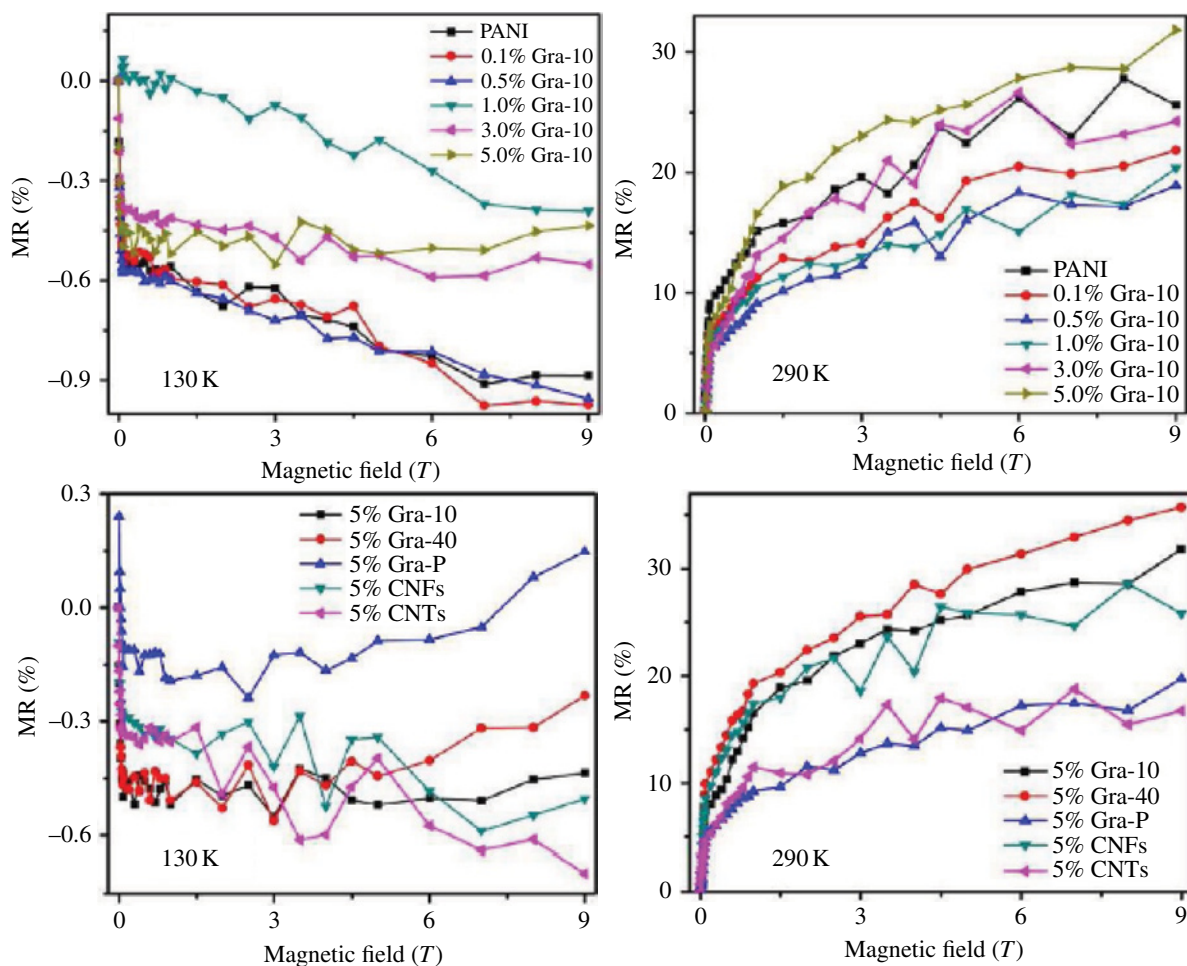 PANI
0.1% Gra-10
0.5% Gra-10
1.0% Gra-10
3.0% Gra-10
5.0% Gra-10
0.0
−0.3
−0.6
−0.9
MR (%)
130 K
0 3 6 9
Magnetic field (T)
30
20
10
0
MR (%)
PANI
0.1% Gra-10
0.5% Gra-10
1.0% Gra-10
3.0% Gra-10
5.0% Gra-10
290 K
0 3 6 9
Magnetic field (T)
0.3
0.0
−0.3
−0.6
MR (%)
5% Gra-10
5% Gra-40
5% Gra-P
5% CNFs
5% CNTs
130 K
0 3 6 9
Magnetic field (T)
30
20
10
0
MR (%)
5% Gra-10
5% Gra-40
5% Gra-P
5% CNFs
5% CNTs
290 K
0 3 6 9
Magnetic field (T)